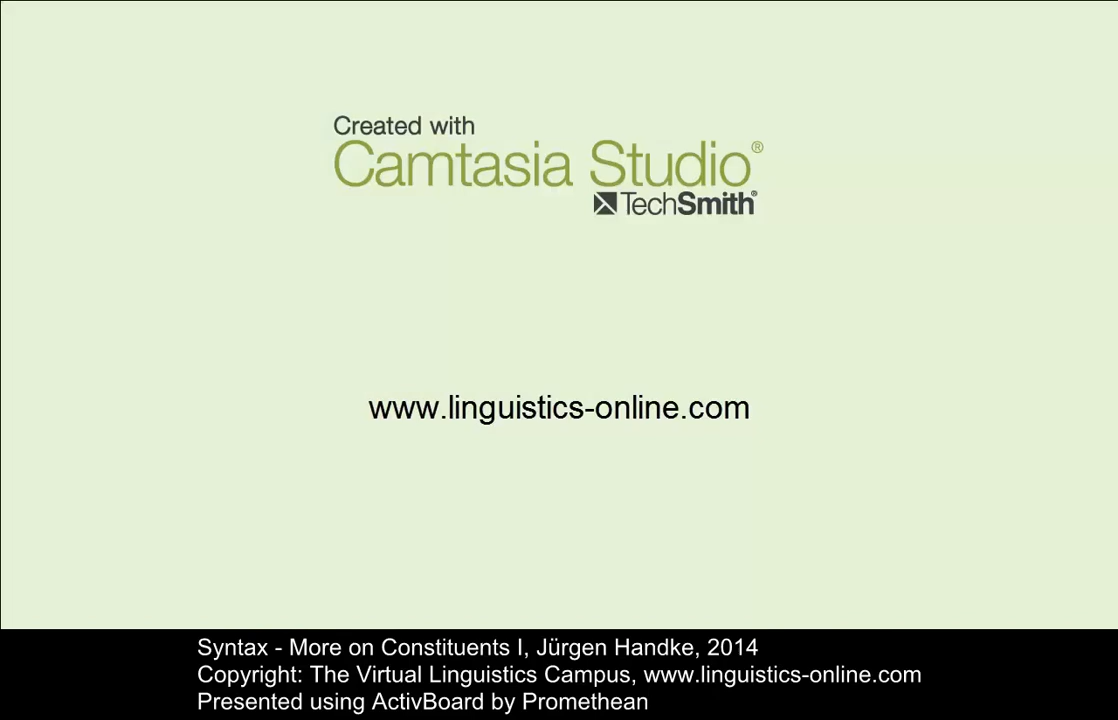 Created with
Camtasia Studio®
TechSmith®
www.linguistics-online.com
Syntax - More on Constituents I, Jürgen Handke, 2014
Copyright: The Virtual Linguistics Campus, www.linguistics-online.com
Presented using ActivBoard by Promethean